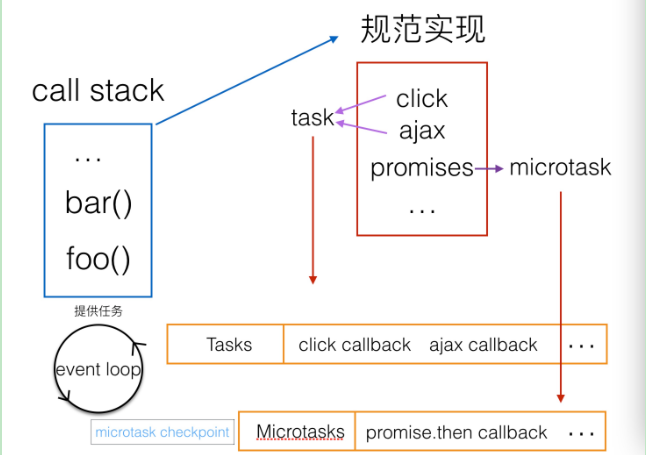 规范实现
call stack
click
task
ajax
promises
microtask
...
...
bar()
foo()
提供任务
event loop
Tasks
click callback
ajax callback
...
microtask checkpoint
Microtasks
promise.then callback
...